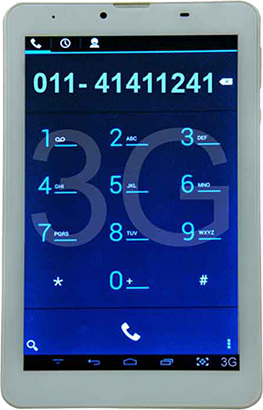 011- 41411241
1 2 ABC 3 DEF
4 GHI 5 JKL 6 MNO
3G
7 PQRS 8 TUV 9 WXYZ
* 0 + #
3G